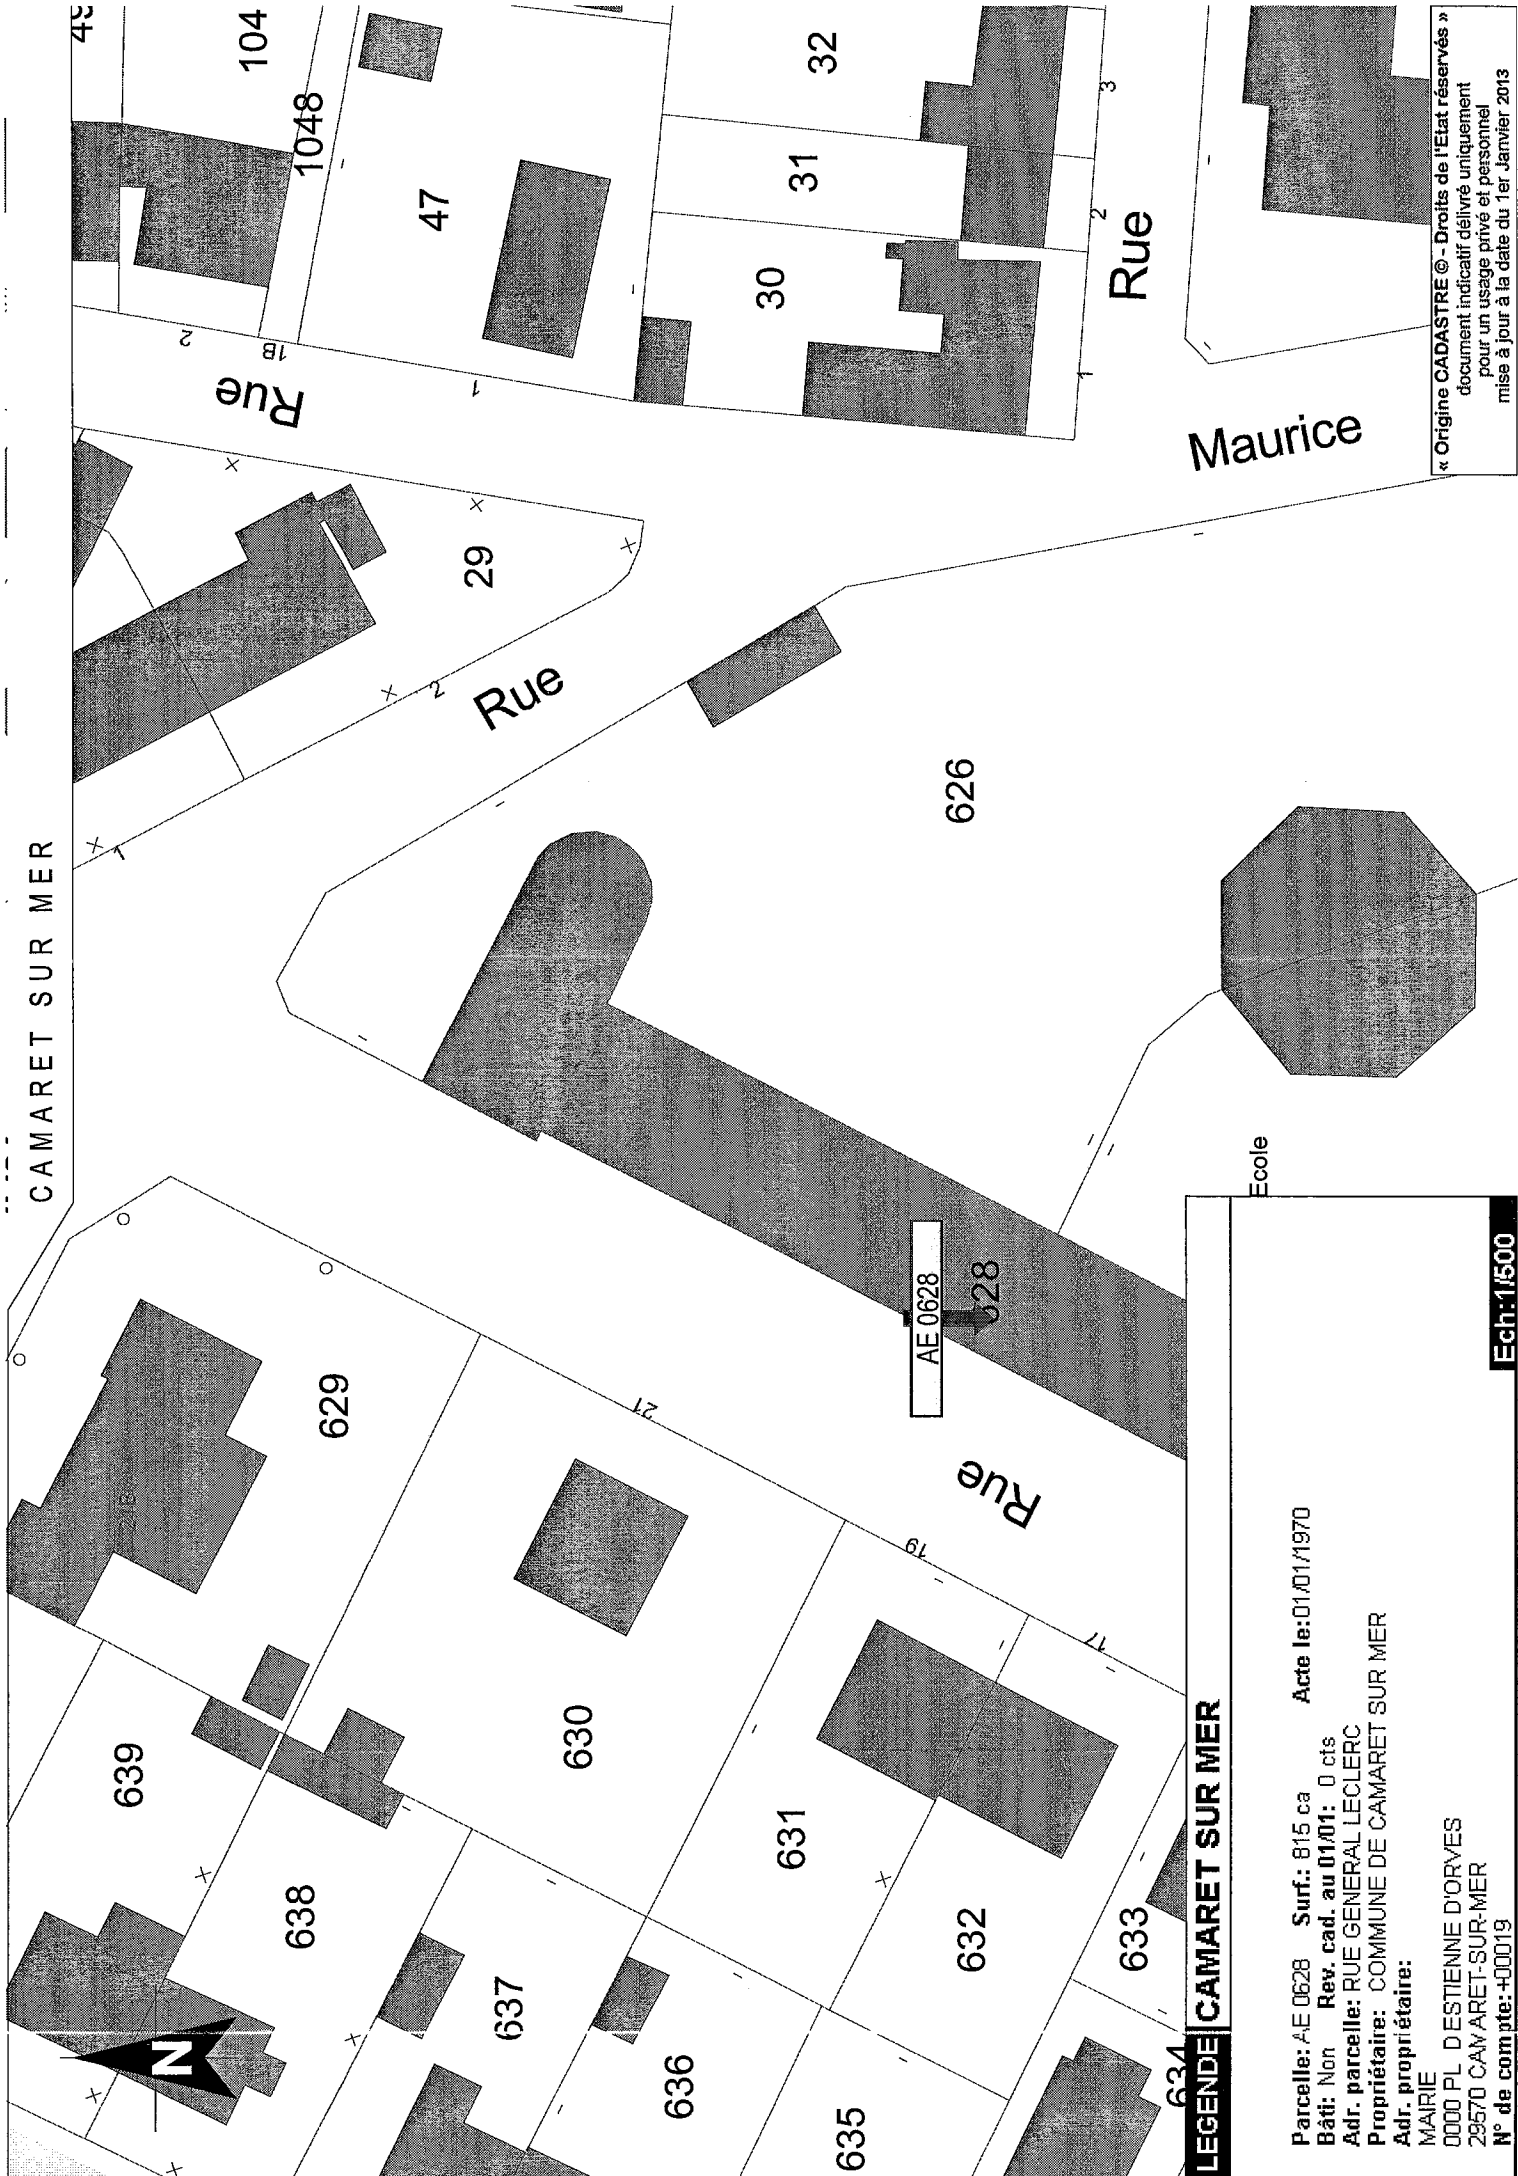 CAMARET SUR MER
639
629
638
637
630
636
631
635
632
633
634
21
19
17
Rue
AE 0628
628
Ecole
626
1
2
Rue
29
Rue
2
1B
1
104
1048
47
30
31
32
1
2
3
Rue
Maurice
N
LEGENDE CAMARET SUR MER
Parcelle: AE 0628 Surf.: 815 ca Acte le:01/01/1970
Bâti: Non Rev. cad. au 01/01: 0 cts
Adr. parcelle: RUE GENERAL LECLERC
Propriétaire: COMMUNE DE CAMARET SUR MER
Adr. propriétaire:
MAIRIE
0000 PL D ESTIENNE D'ORVES
29570 CAMARET-SUR-MER
N° de compte: +00019
Ech:1/500
« Origine CADASTRE © - Droits de l'Etat réservés »
document indicatif délivré uniquement
pour un usage privé et personnel
mise à jour à la date du 1er Janvier 2013